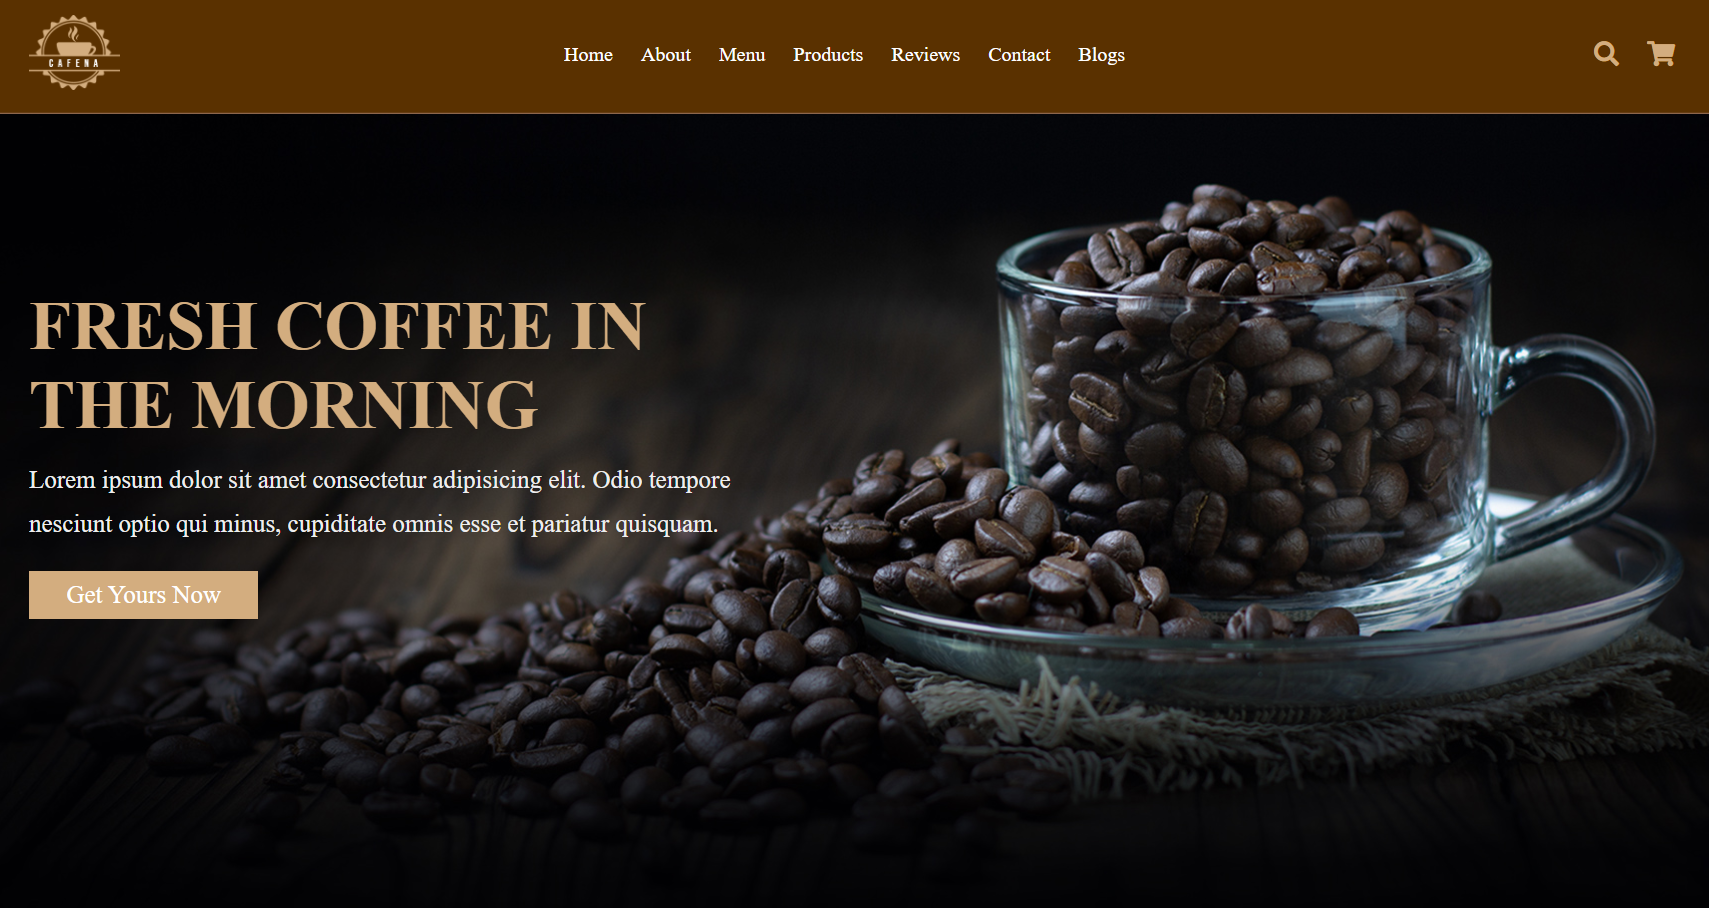 CAFENA
Home About Menu Products Reviews Contact Blogs
FRESH COFFEE IN
THE MORNING
Lorem ipsum dolor sit amet consectetur adipisicing elit. Odio tempore
nesciunt optio qui minus, cupiditate omnis esse et pariatur quisquam.
Get Yours Now